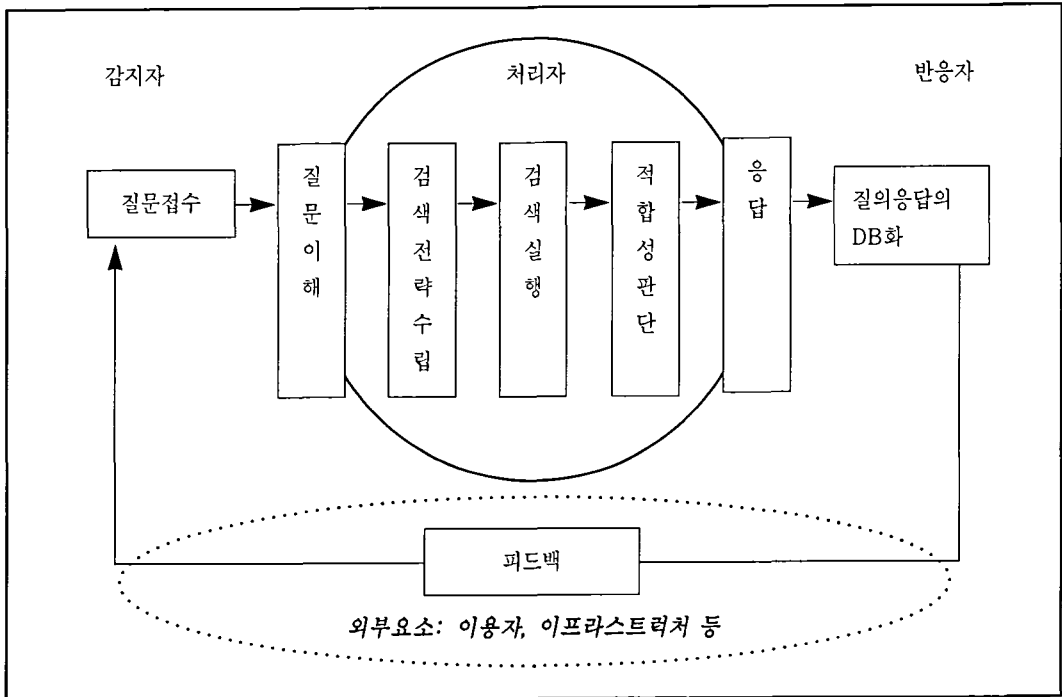 감지자
처리자
반응자
질문접수
질문이해
검색전략수립
검색실행
적합성판단
응답
질의응답의
DB화
피드백
외부요소: 이용자, 이프라스트럭처 등